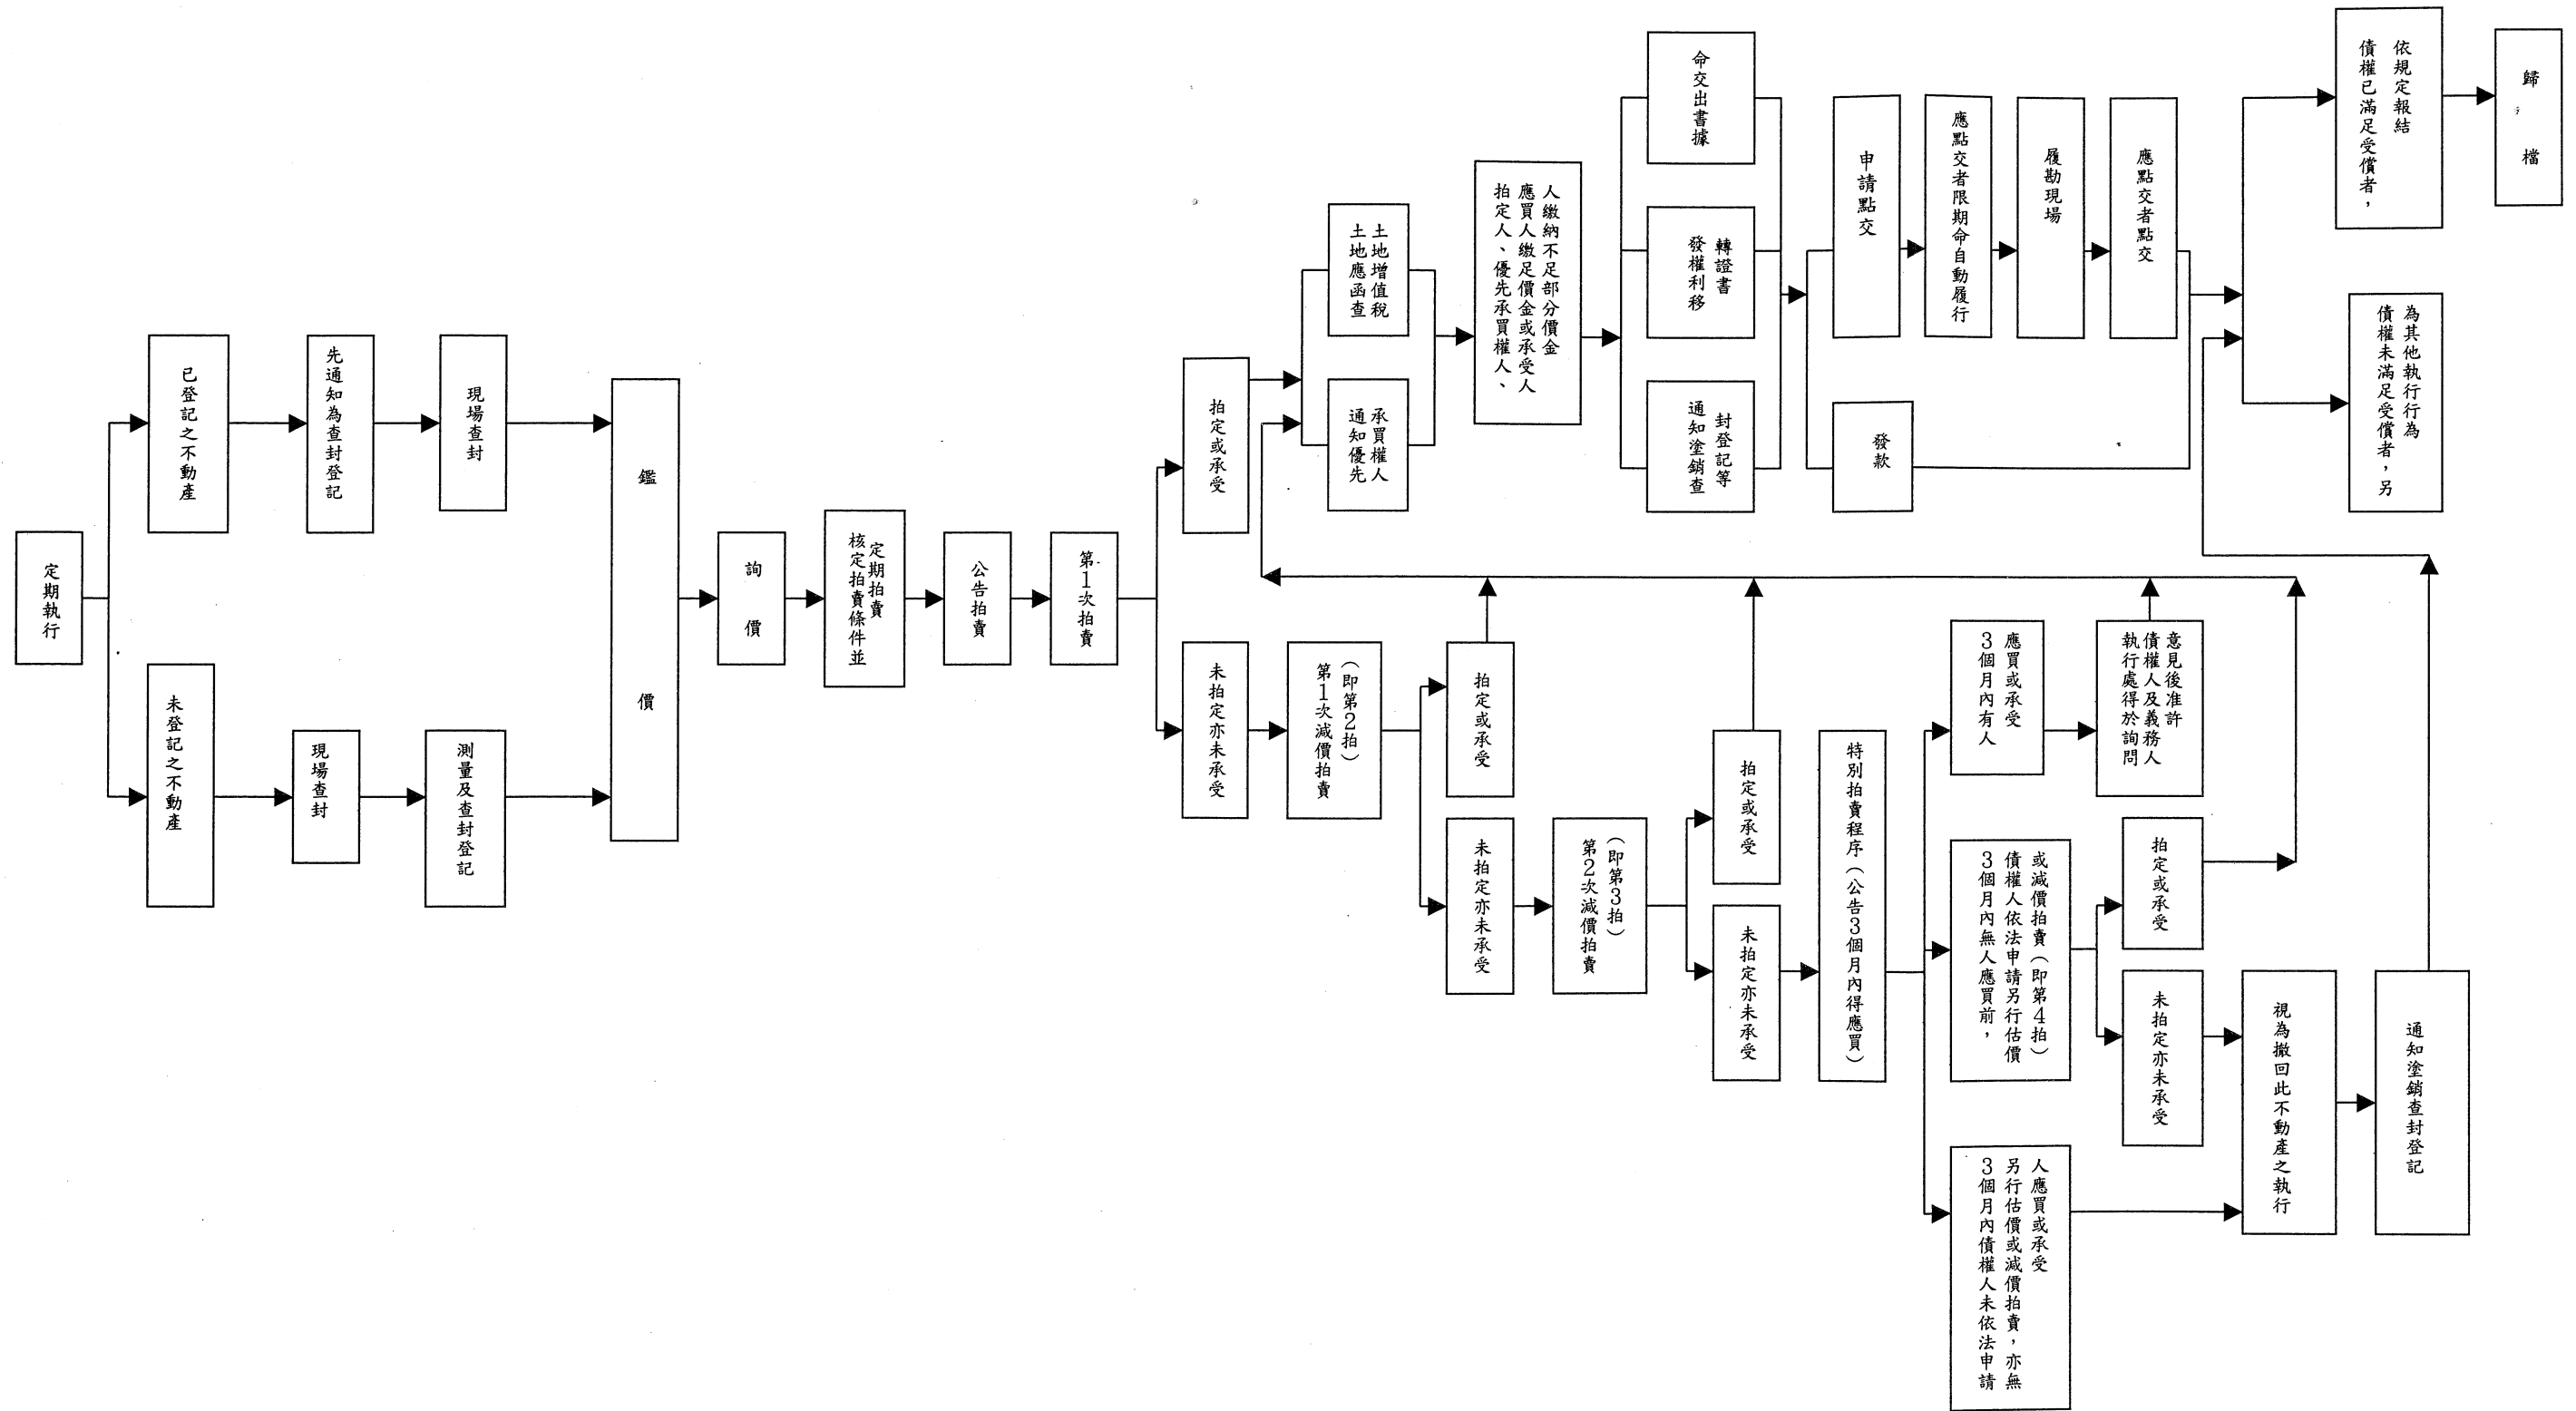 定期執行
已登記之不動產
先通知為查封登記
現場查封
未登記之不動產
現場查封
測量及查封登記
鑑價
詢價
核定拍賣條件並
定期拍賣
公告拍賣
第1次拍賣
拍定或承受
土地應函查
土地增值稅
通知優先
承買權人
拍定人、優先承買權人、
應買人繳足價金或承受人
人繳納不足部分價金
命交出書據
發權利移
轉證書
通知塗銷查
封登記等
申請點交
應點交者限期命自動履行
履勘現場
應點交者點交
發款
債權已滿足受償者，
依規定報結
歸檔
債權未滿足受償者，另
為其他執行行為
未拍定亦未承受
第1次減價拍賣
（即第2拍）
拍定或承受
未拍定亦未承受
第2次減價拍賣
（即第3拍）
拍定或承受
未拍定亦未承受
特別拍賣程序（公告3個月內得應買）
3個月內有人
應買或承受
執行處得於詢問
債權人及義務人
意見後准許
3個月內無人應買前，
債權人依法申請另行估價
或減價拍賣（即第4拍）
拍定或承受
未拍定亦未承受
3個月內債權人未依法申請
另行估價或減價拍賣，亦無
人應買或承受
視為撤回此不動產之執行
通知塗銷查封登記